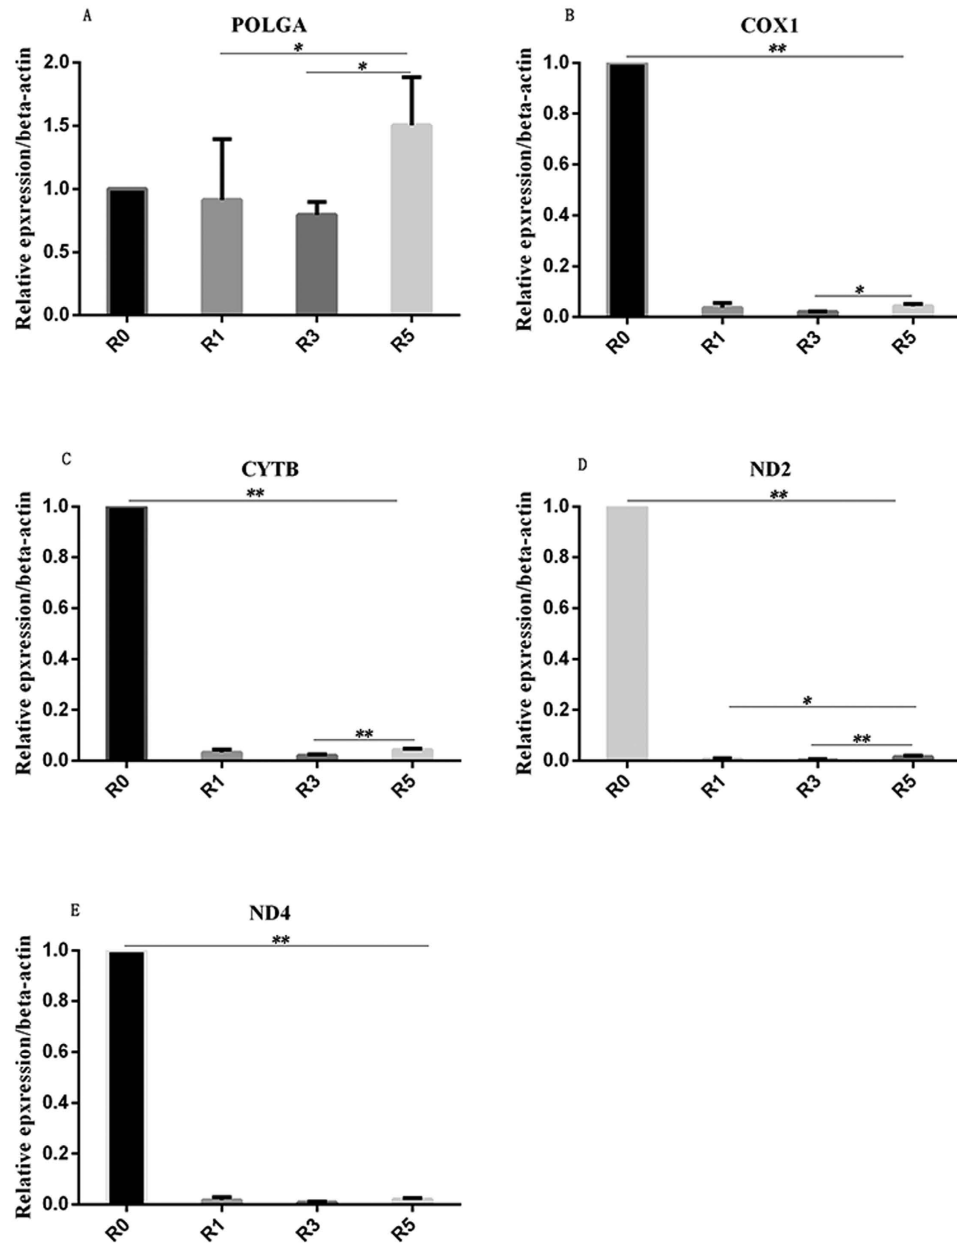 A
POLGA
Relative epxression/beta-actin
2.0
1.5
1.0
0.5
0.0
*
*
R0 R1 R3 R5
B
COX1
Relative epxression/beta-actin
1.0
0.8
0.6
0.4
0.2
0.0
**
*
R0 R1 R3 R5
C
CYTB
Relative epxression/beta-actin
1.0
0.8
0.6
0.4
0.2
0.0
**
**
R0 R1 R3 R5
D
ND2
Relative epxression/beta-actin
1.0
0.8
0.6
0.4
0.2
0.0
**
*
**
R0 R1 R3 R5
E
ND4
Relative epxression/beta-actin
1.0
0.8
0.6
0.4
0.2
0.0
**
R0 R1 R3 R5